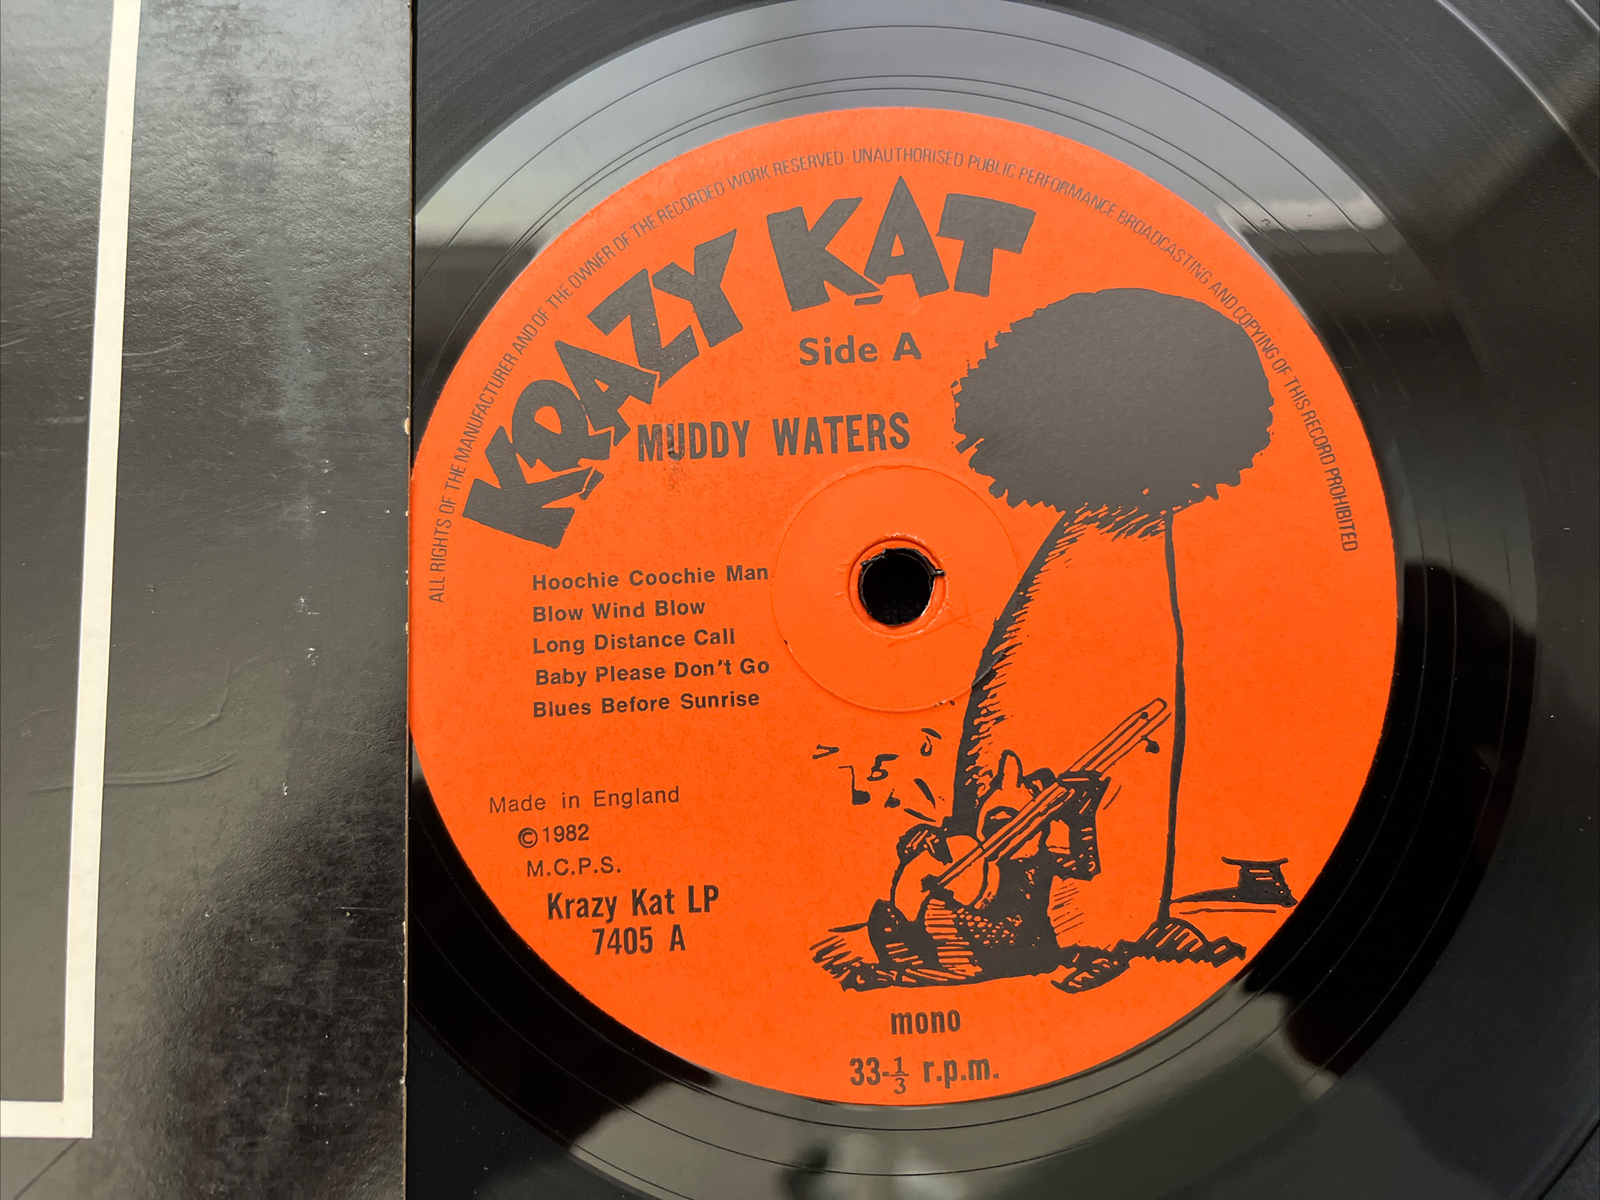 ALL RIGHTS OF THE MANUFACTURER AND OF THE OWNER OF THE RECORDED WORK RESERVED · UNAUTHORISED PUBLIC PERFORMANCE BROADCASTING AND COPYING OF THIS RECORD PROHIBITED
KRAZY KAT
Side A
MUDDY WATERS
Hoochie Coochie Man
Blow Wind Blow
Long Distance Call
Baby Please Don't Go
Blues Before Sunrise
Made in England
©1982
M.C.P.S.
Krazy Kat LP
7405 A
mono
33-1/3 r.p.m.